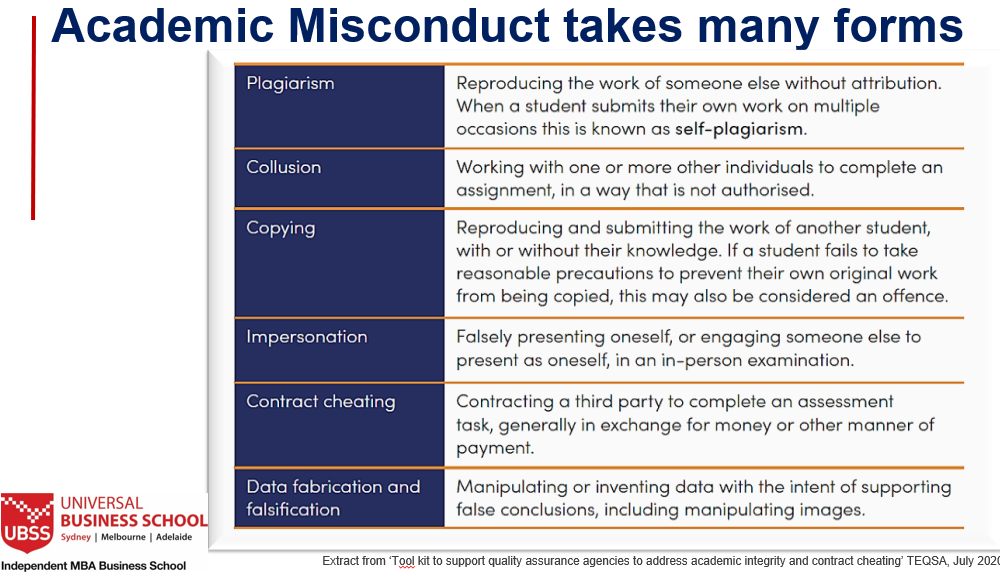 Academic Misconduct takes many forms
Plagiarism
Reproducing the work of someone else without attribution.
When a student submits their own work on multiple
occasions this is known as self-plagiarism.
Collusion
Working with one or more other individuals to complete an
assignment, in a way that is not authorised.
Copying
Reproducing and submitting the work of another student,
with or without their knowledge. If a student fails to take
reasonable precautions to prevent their own original work
from being copied, this may also be considered an offence.
Impersonation
Falsely presenting oneself, or engaging someone else to
present as oneself, in an in-person examination.
Contract cheating
Contracting a third party to complete an assessment
task, generally in exchange for money or other manner of
payment.
Data fabrication and
falsification
Manipulating or inventing data with the intent of supporting
false conclusions, including manipulating images.
UBSS
UNIVERSAL
BUSINESS SCHOOL
Sydney | Melbourne | Adelaide
Independent MBA Business School
Extract from ‘Tool kit to support quality assurance agencies to address academic integrity and contract cheating’ TEQSA, July 2020